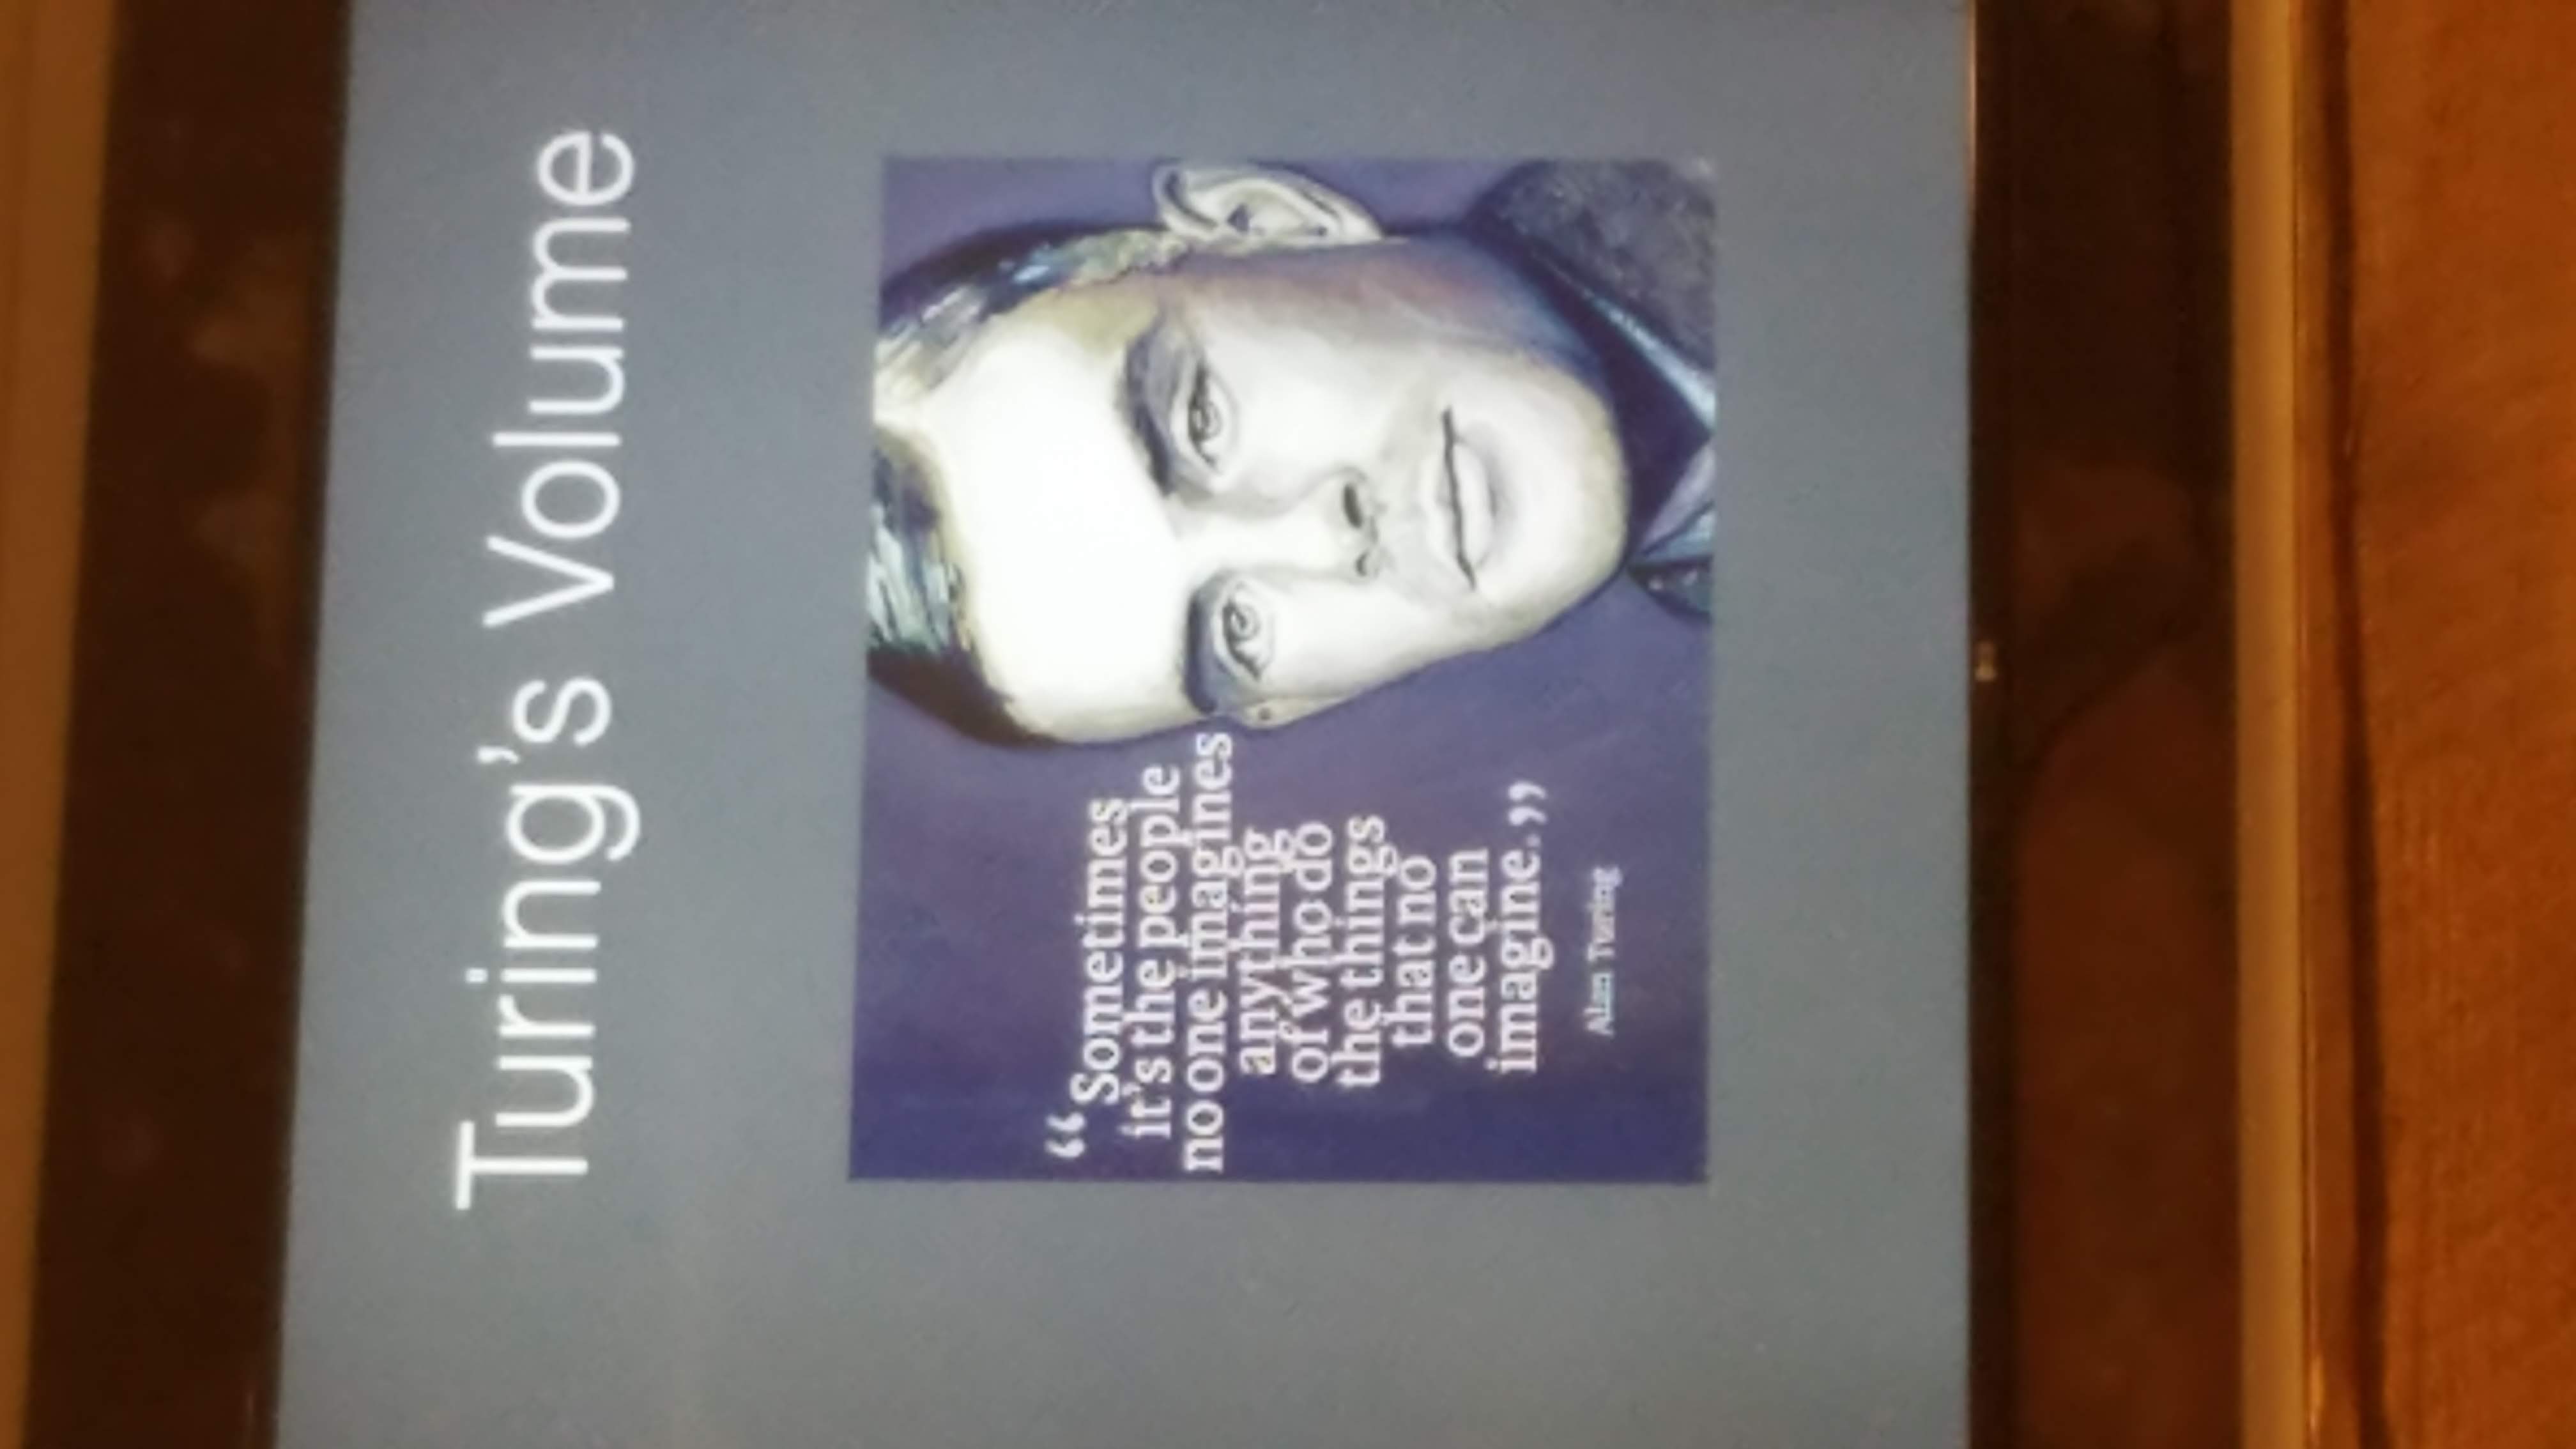 Turing's Volume
“Sometimes
it's the people
no one imagines
anything
of who do
the things
that no
one can
imagine.”
Alan Turing